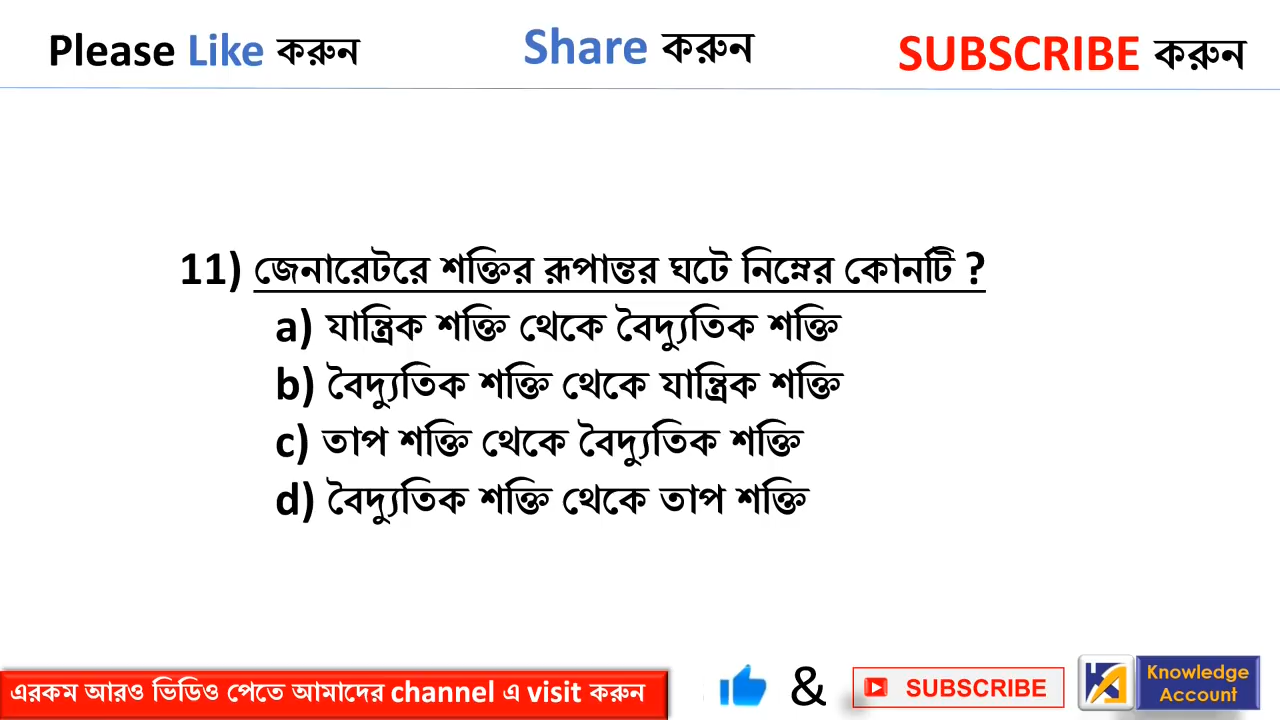 Please Like করুন
Share করুন
SUBSCRIBE করুন
11) জেনারেটরে শক্তির রূপান্তর ঘটে নিম্নের কোনটি ?
a) যান্ত্রিক শক্তি থেকে বৈদ্যুতিক শক্তি
b) বৈদ্যুতিক শক্তি থেকে যান্ত্রিক শক্তি
c) তাপ শক্তি থেকে বৈদ্যুতিক শক্তি
d) বৈদ্যুতিক শক্তি থেকে তাপ শক্তি
এরকম আরও ভিডিও পেতে আমাদের channel এ visit করুন
&
SUBSCRIBE
Knowledge
Account